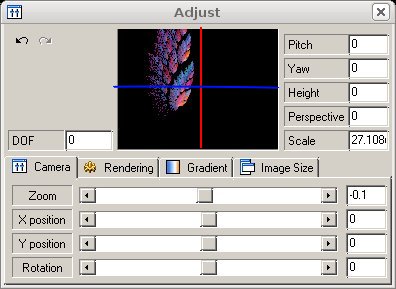 Adjust
Pitch 0
Yaw 0
Height 0
Perspective 0
DOF 0
Scale 27.108
Camera Rendering Gradient Image Size
Zoom -0.1
X position 0
Y position 0
Rotation 0